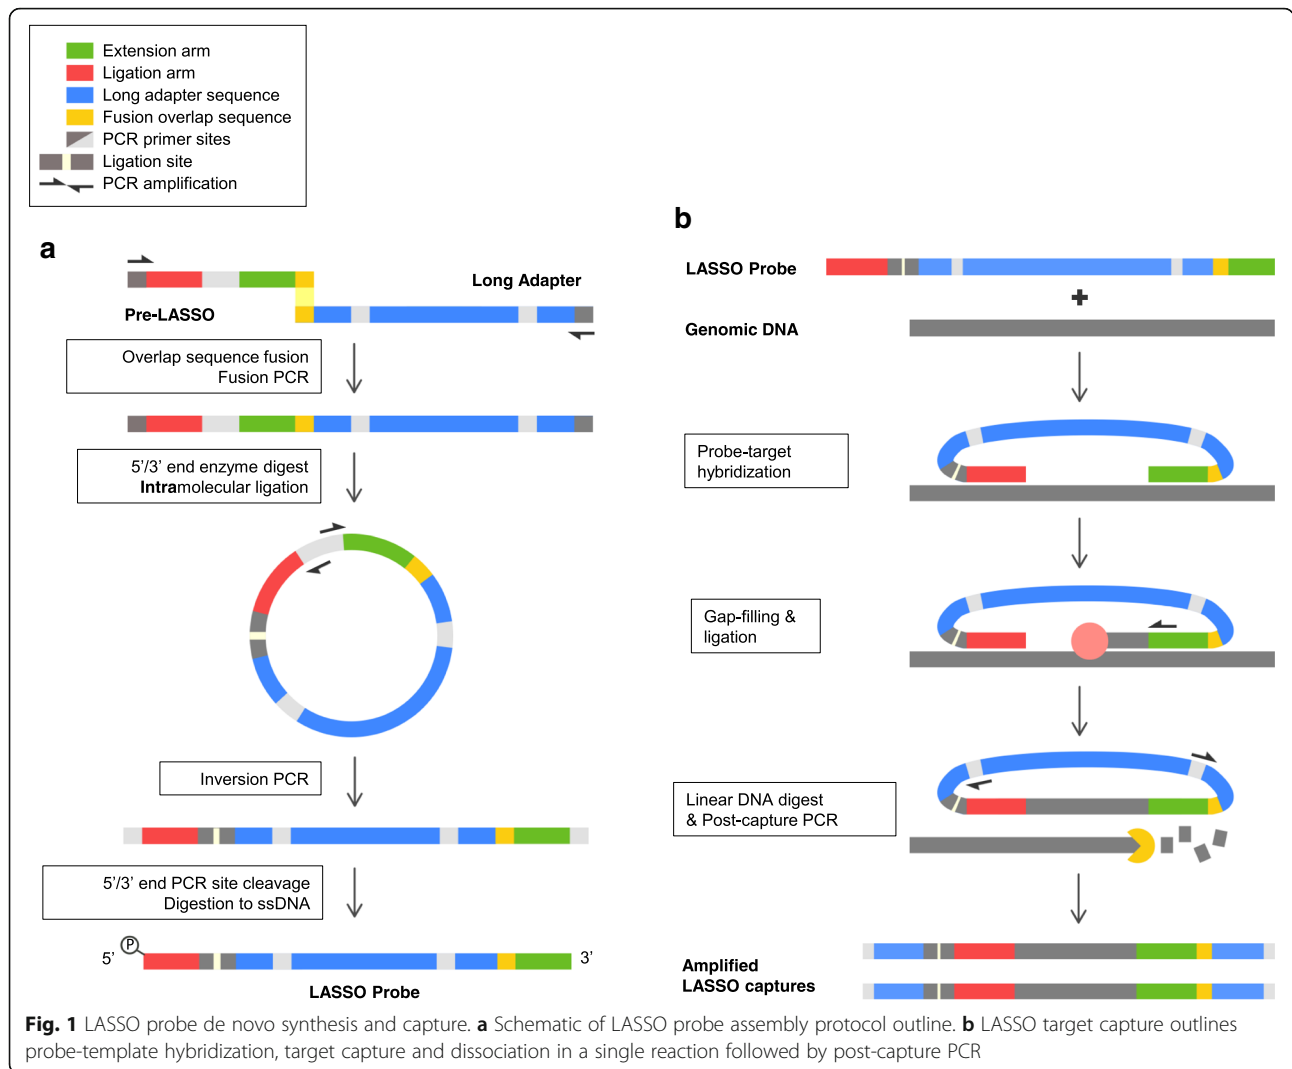 Extension arm
Ligation arm
Long adapter sequence
Fusion overlap sequence
PCR primer sites
Ligation site
PCR amplification
a
Long Adapter
Pre-LASSO
Overlap sequence fusion
Fusion PCR
5’/3’ end enzyme digest
Intramolecular ligation
Inversion PCR
5’/3’ end PCR site cleavage
Digestion to ssDNA
5’
P
3’
LASSO Probe
b
LASSO Probe
Genomic DNA
Probe-target
hybridization
Gap-filling &
ligation
Linear DNA digest
& Post-capture PCR
Amplified
LASSO captures
Fig. 1 LASSO probe de novo synthesis and capture. a Schematic of LASSO probe assembly protocol outline. b LASSO target capture outlines
probe-template hybridization, target capture and dissociation in a single reaction followed by post-capture PCR